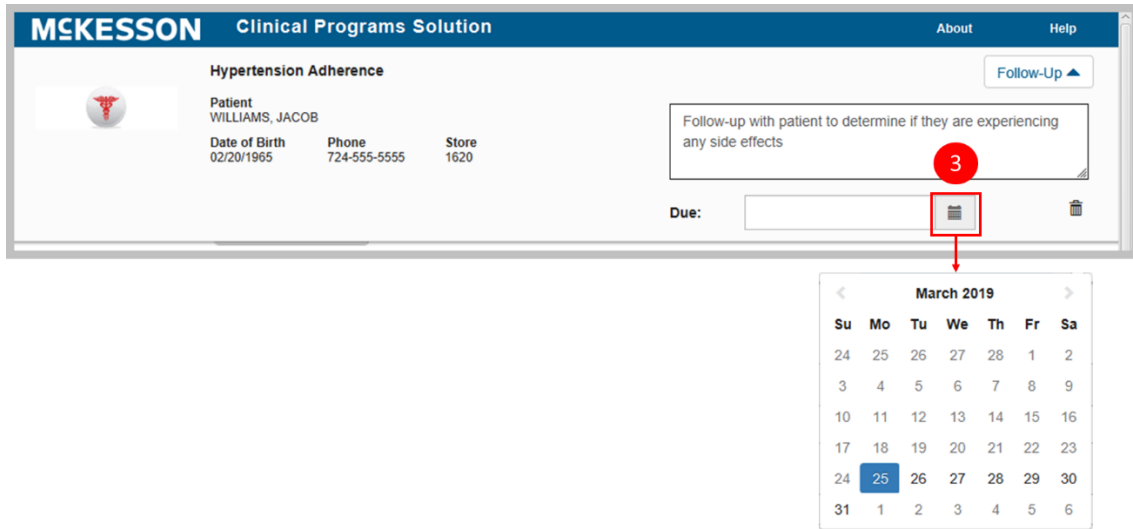 MCKESSON Clinical Programs Solution About Help
Hypertension Adherence
Follow-Up
Patient
WILLIAMS, JACOB
Date of Birth Phone Store
02/20/1965 724-555-5555 1620
Follow-up with patient to determine if they are experiencing
any side effects
3
Due:
March 2019
Su Mo Tu We Th Fr Sa
24 25 26 27 28 1 2
3 4 5 6 7 8 9
10 11 12 13 14 15 16
17 18 19 20 21 22 23
24 25 26 27 28 29 30
31 1 2 3 4 5 6